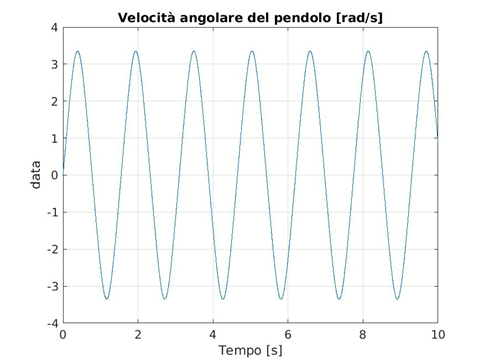 Velocità angolare del pendolo [rad/s]
4
3
2
1
0
-1
-2
-3
-4
data
0 2 4 6 8 10
Tempo [s]